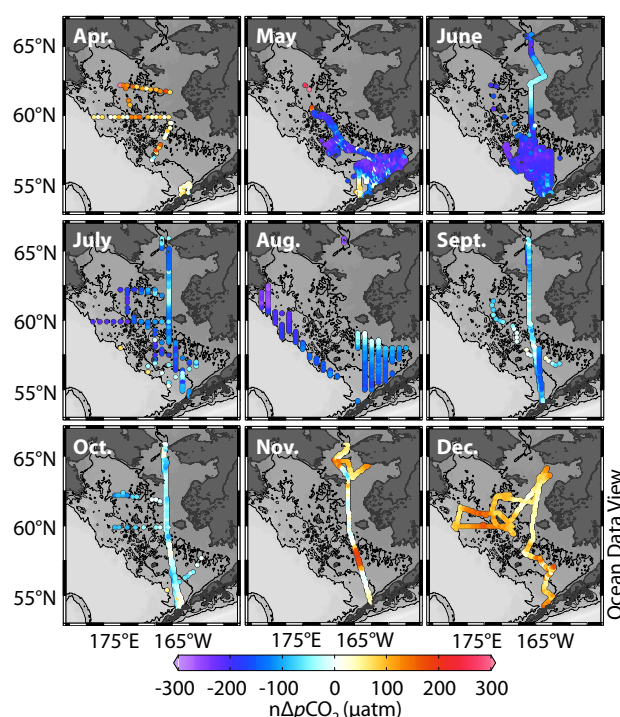 65°N
60°N
55°N
Apr.
May
June
65°N
60°N
55°N
July
Aug.
Sept.
65°N
60°N
55°N
Oct.
Nov.
Dec.
Ocean Data View
175°E 165°W 175°E 165°W 175°E 165°W
-300 -200 -100 0 100 200 300
nΔpCO₂ (μatm)